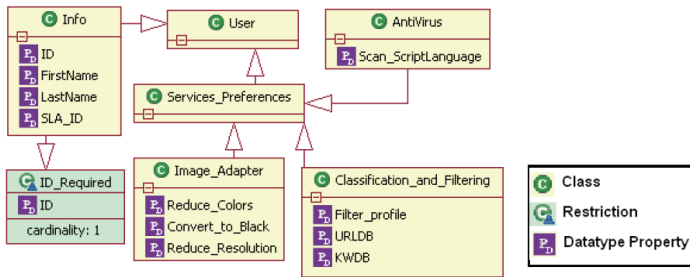 Info
ID
FirstName
LastName
SLA_ID
User
AntiVirus
Scan_ScriptLanguage
Services_Preferences
ID_Required
ID
cardinality: 1
Image_Adapter
Reduce_Colors
Convert_to_Black
Reduce_Resolution
Classification_and_Filtering
Filter_profile
URLDB
KWDB
C Class
C Restriction
PD Datatype Property